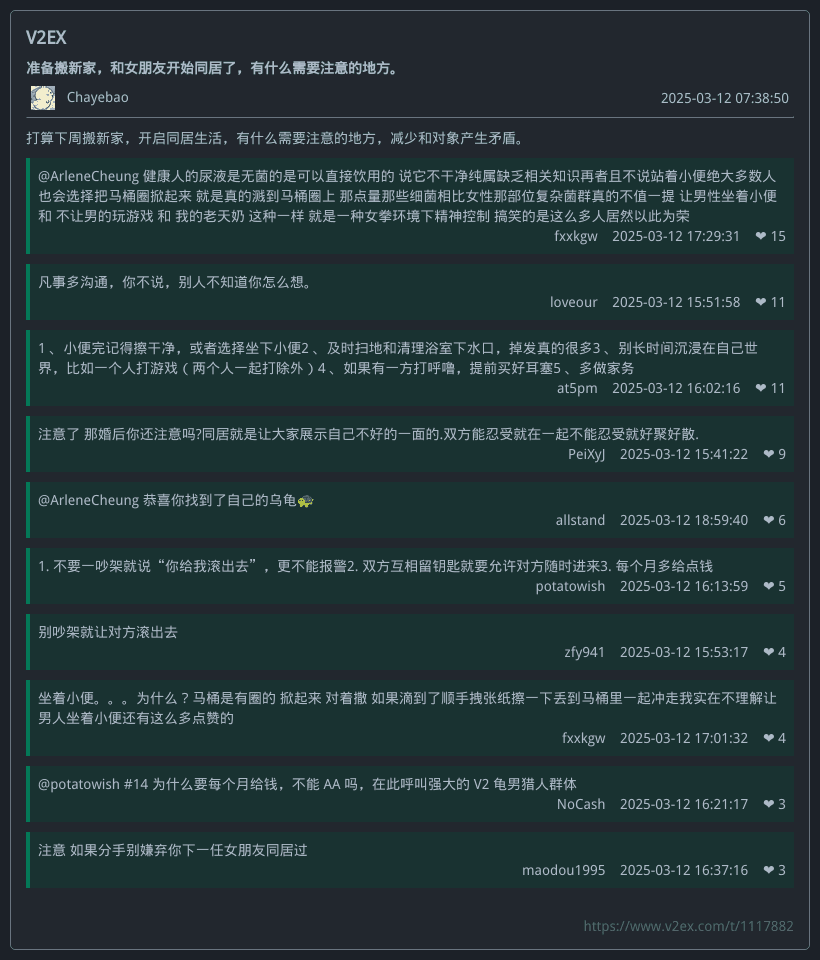 V2EX
准备搬新家，和女朋友开始同居了，有什么需要注意的地方。
Chayebao 2025-03-12 07:38:50
打算下周搬新家，开启同居生活，有什么需要注意的地方，减少和对象产生矛盾。
@ArleneCheung 健康人的尿液是无菌的是可以直接饮用的 说它不干净纯属缺乏相关知识再者且不说站着小便绝大多数人
也会选择把马桶圈掀起来 就是真的溅到马桶圈上 那点量那些细菌相比女性那部位复杂菌群真的不值一提 让男性坐着小便
和 不让男的玩游戏 和 我的老天奶 这种一样 就是一种女拳环境下精神控制 搞笑的是这么多人居然以此为荣
fxxkgw 2025-03-12 17:29:31 ❤ 15
凡事多沟通，你不说，别人不知道你怎么想。
loveour 2025-03-12 15:51:58 ❤ 11
1 、小便完记得擦干净，或者选择坐下小便2 、及时扫地和清理浴室下水口，掉发真的很多3 、别长时间沉浸在自己世
界，比如一个人打游戏（两个人一起打除外）4 、如果有一方打呼噜，提前买好耳塞5 、多做家务
at5pm 2025-03-12 16:02:16 ❤ 11
注意了 那婚后你还注意吗?同居就是让大家展示自己不好的一面的.双方能忍受就在一起不能忍受就好聚好散.
PeiXyJ 2025-03-12 15:41:22 ❤ 9
@ArleneCheung 恭喜你找到了自己的乌龟🐢
allstand 2025-03-12 18:59:40 ❤ 6
1. 不要一吵架就说“你给我滚出去”，更不能报警2. 双方互相留钥匙就要允许对方随时进来3. 每个月多给点钱
potatowish 2025-03-12 16:13:59 ❤ 5
别吵架就让对方滚出去
zfy941 2025-03-12 15:53:17 ❤ 4
坐着小便。。。为什么？马桶是有圈的 掀起来 对着撒 如果滴到了顺手拽张纸擦一下丢到马桶里一起冲走我实在不理解让
男人坐着小便还有这么多点赞的
fxxkgw 2025-03-12 17:01:32 ❤ 4
@potatowish #14 为什么要每个月给钱，不能 AA 吗，在此呼叫强大的 V2 龟男猎人群体
NoCash 2025-03-12 16:21:17 ❤ 3
注意 如果分手别嫌弃你下一任女朋友同居过
maodou1995 2025-03-12 16:37:16 ❤ 3
https://www.v2ex.com/t/1117882